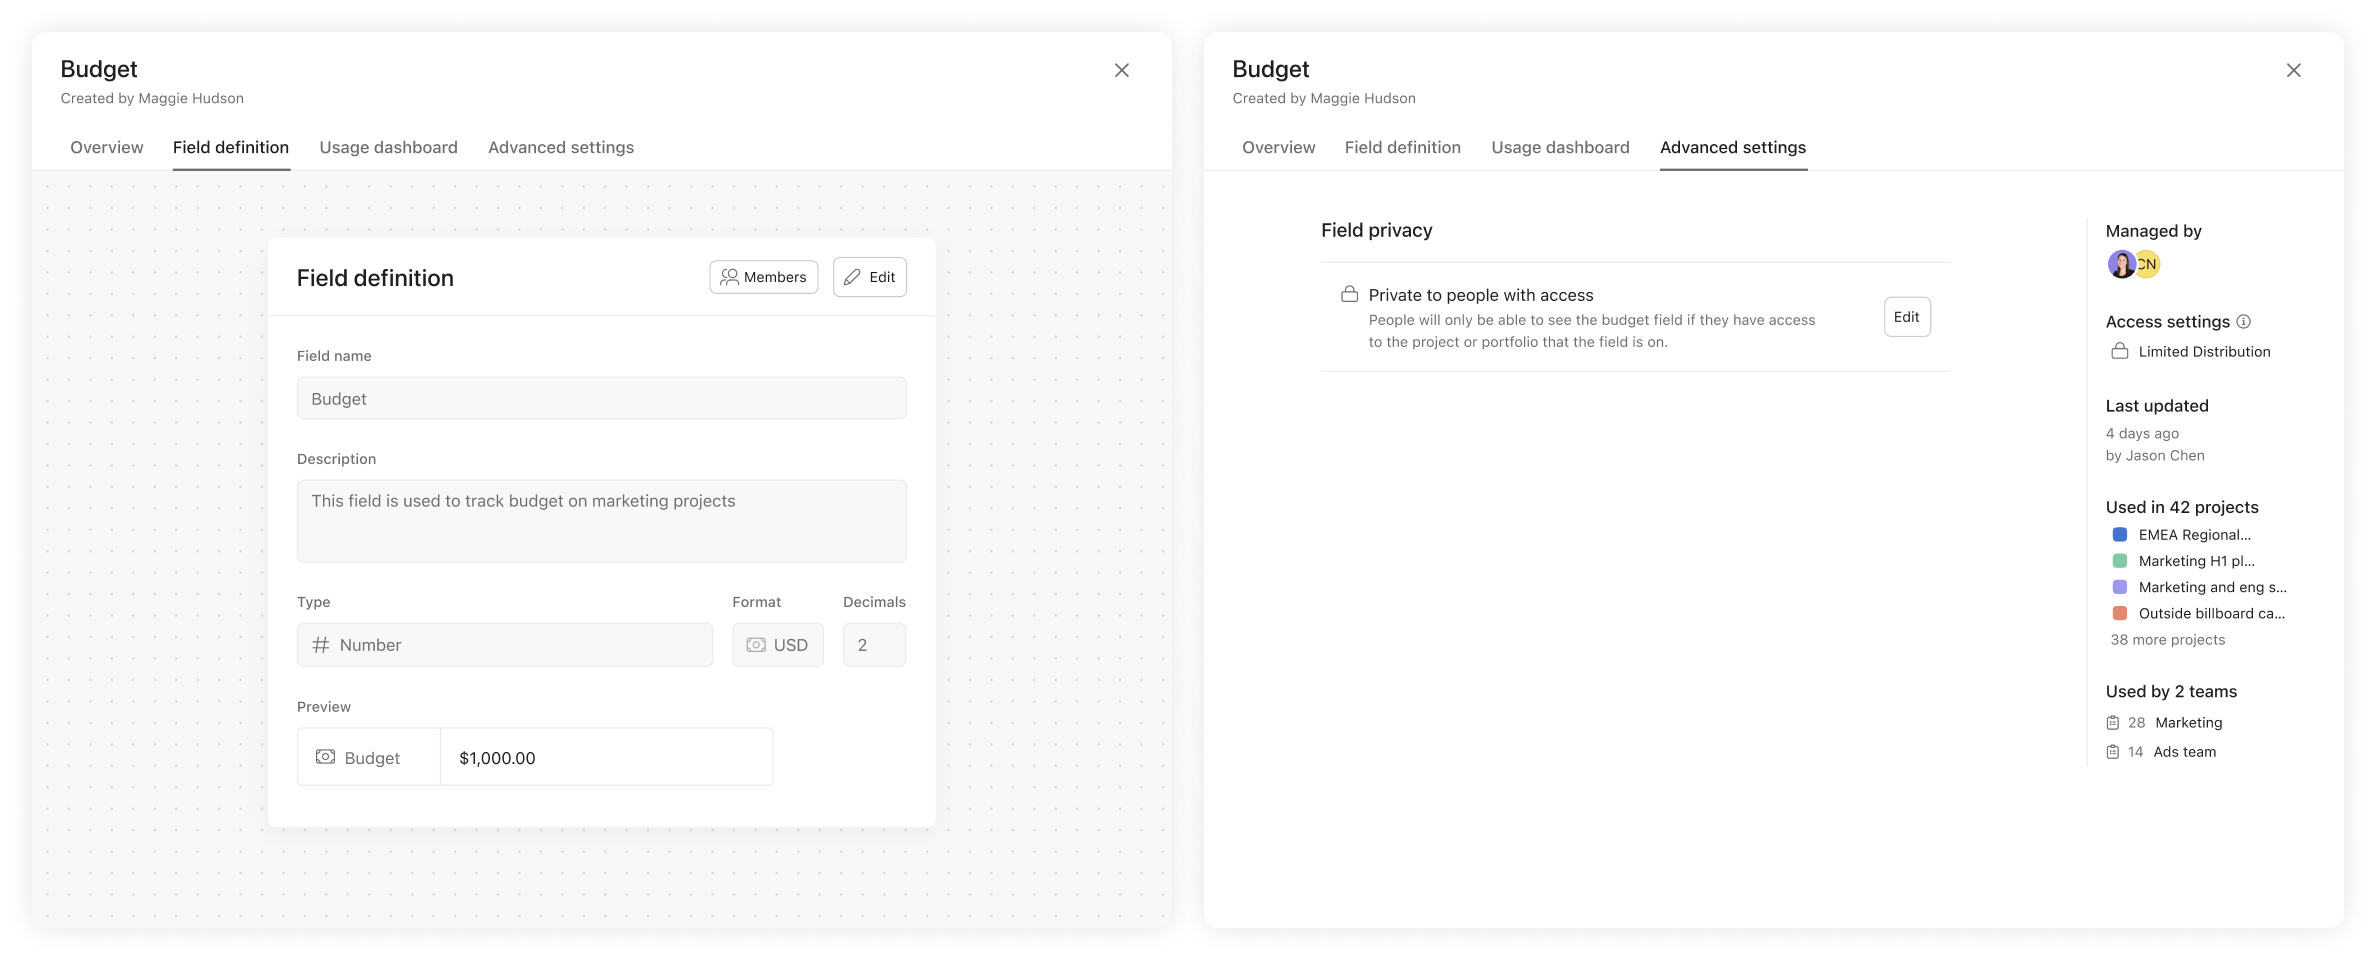 Budget
Created by Maggie Hudson
Overview
Field definition
Usage dashboard
Advanced settings
Field definition
Members
Edit
Field name
Budget
Description
This field is used to track budget on marketing projects
Type
Format
Decimals
# Number
USD
2
Preview
Budget
$1,000.00
Budget
Created by Maggie Hudson
Overview
Field definition
Usage dashboard
Advanced settings
Field privacy
Private to people with access
People will only be able to see the budget field if they have access
to the project or portfolio that the field is on.
Edit
Managed by
CN
Access settings
Limited Distribution
Last updated
4 days ago
by Jason Chen
Used in 42 projects
EMEA Regional...
Marketing H1 pl...
Marketing and eng s...
Outside billboard ca...
38 more projects
Used by 2 teams
28 Marketing
14 Ads team